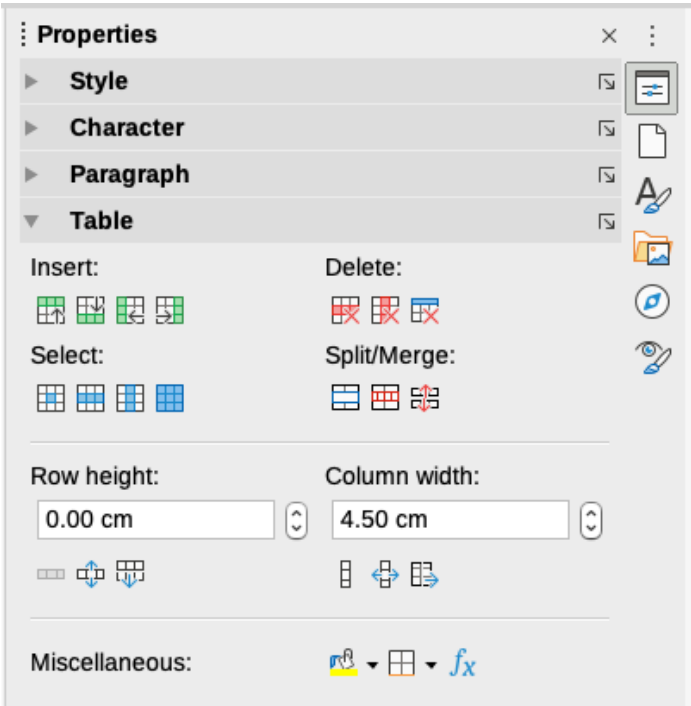 Properties
Style
Character
Paragraph
Table
Insert: Delete:
Select: Split/Merge:
Row height: Column width:
0.00 cm 4.50 cm
Miscellaneous: fx